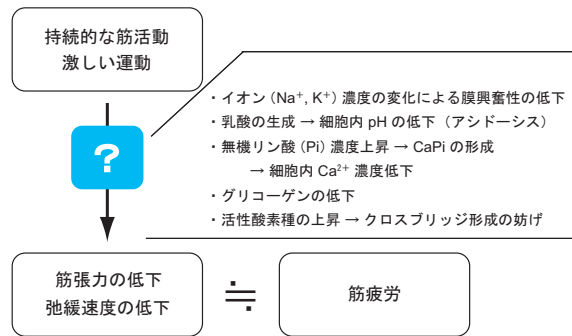 持続的な筋活動
激しい運動
?
・イオン (Na⁺, K⁺) 濃度の変化による膜興奮性の低下
・乳酸の生成 → 細胞内 pH の低下（アシドーシス）
・無機リン酸 (Pi) 濃度上昇 → CaPi の形成
→ 細胞内 Ca²⁺ 濃度低下
・グリコーゲンの低下
・活性酸素種の上昇 → クロスブリッジ形成の妨げ
筋張力の低下
弛緩速度の低下
≒
筋疲労